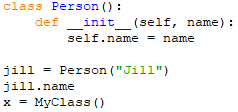 class Person():
    def __init__(self, name):
        self.name = name

jill = Person("Jill")
jill.name
x = MyClass()